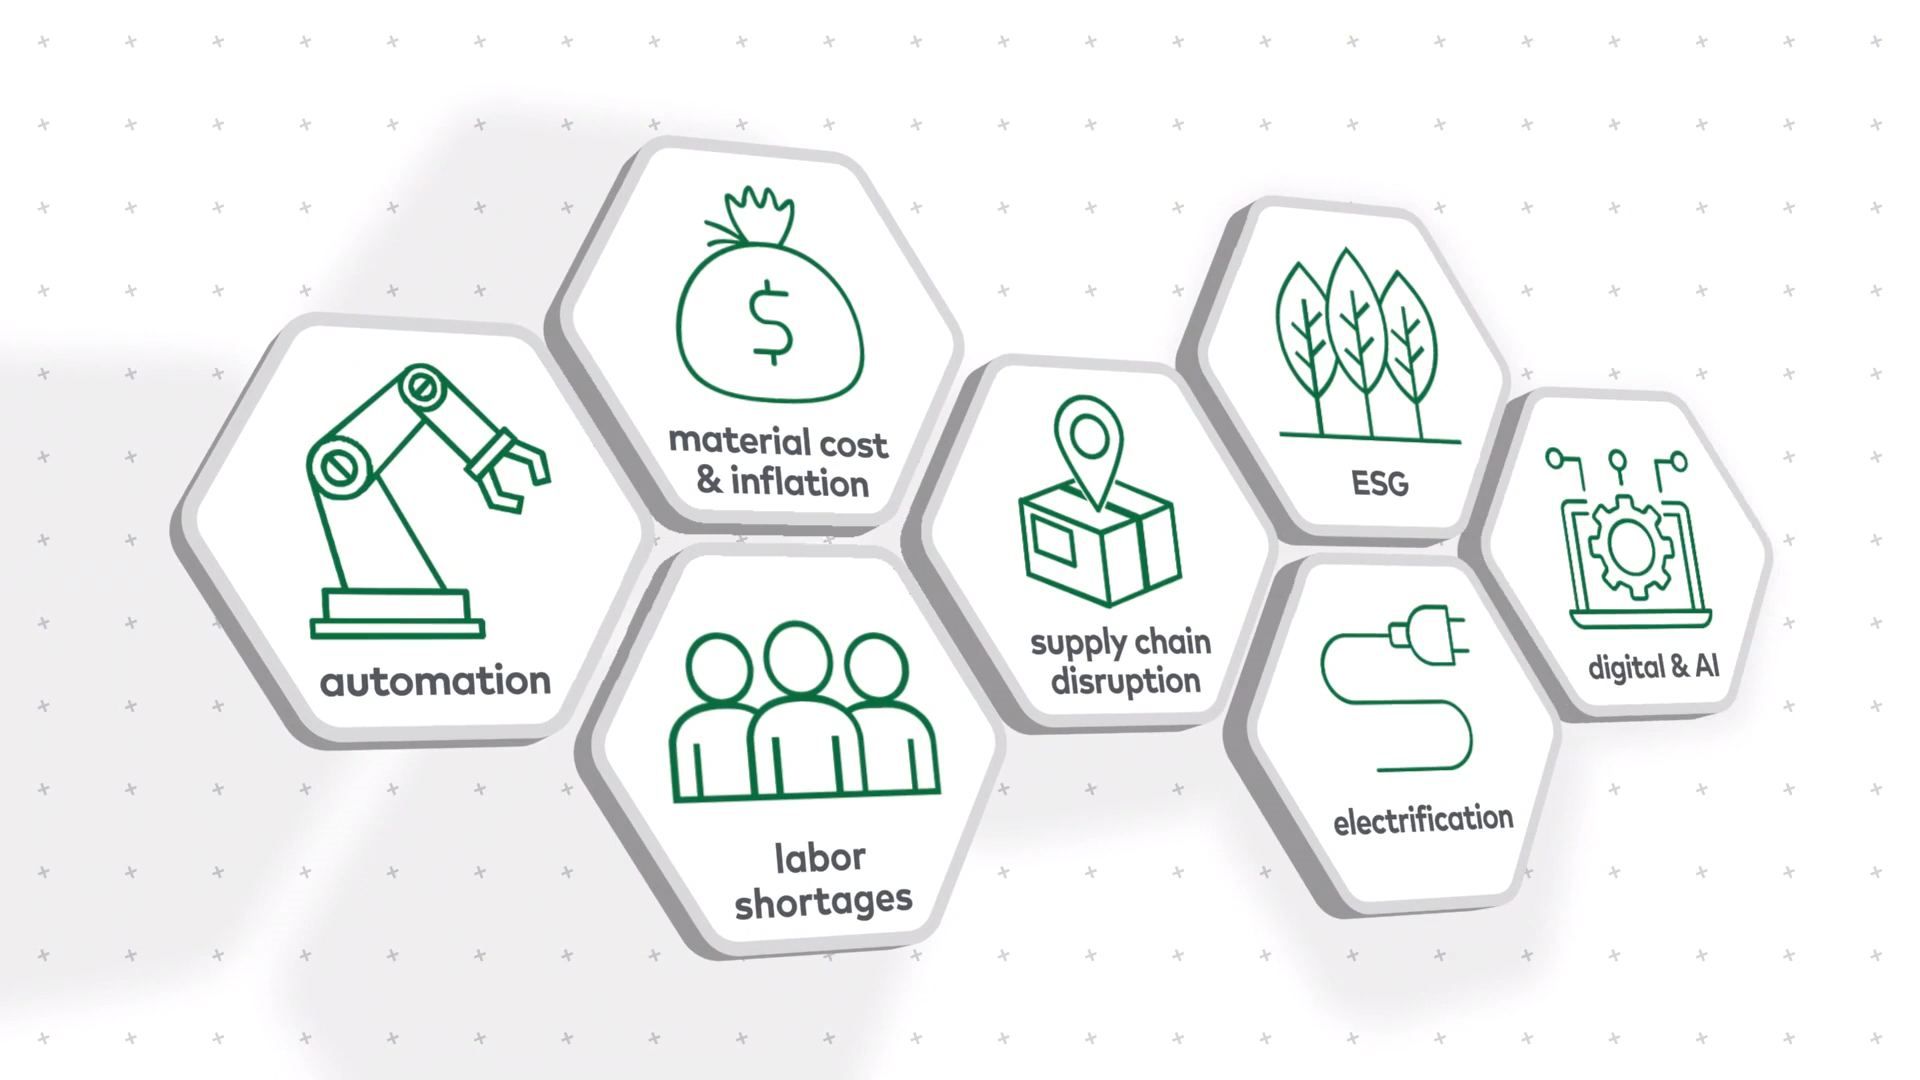 automation
material cost
& inflation
labor
shortages
supply chain
disruption
ESG
electrification
digital & AI
$